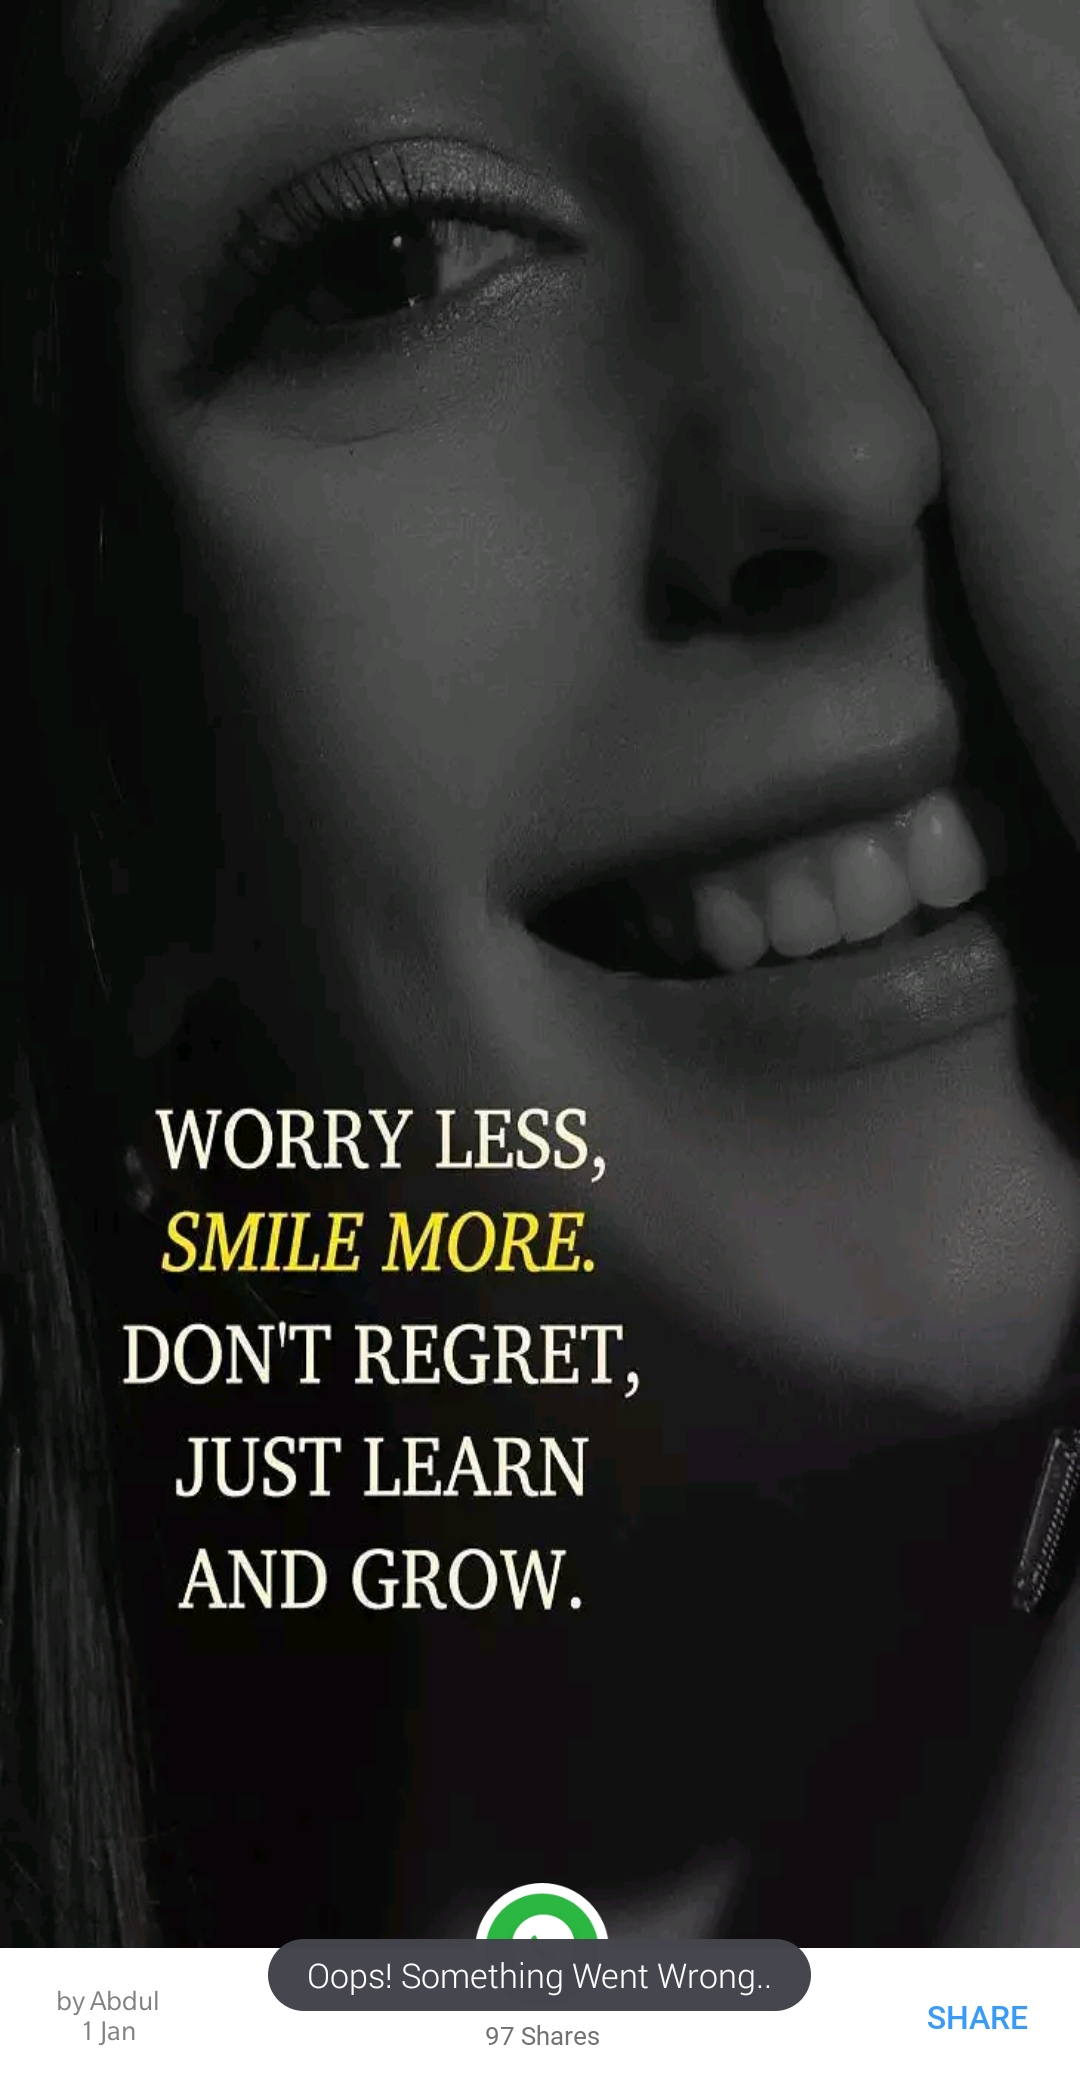 WORRY LESS,
SMILE MORE.
DON'T REGRET,
JUST LEARN
AND GROW.
Oops! Something Went Wrong..
by Abdul
1 Jan
97 Shares
SHARE